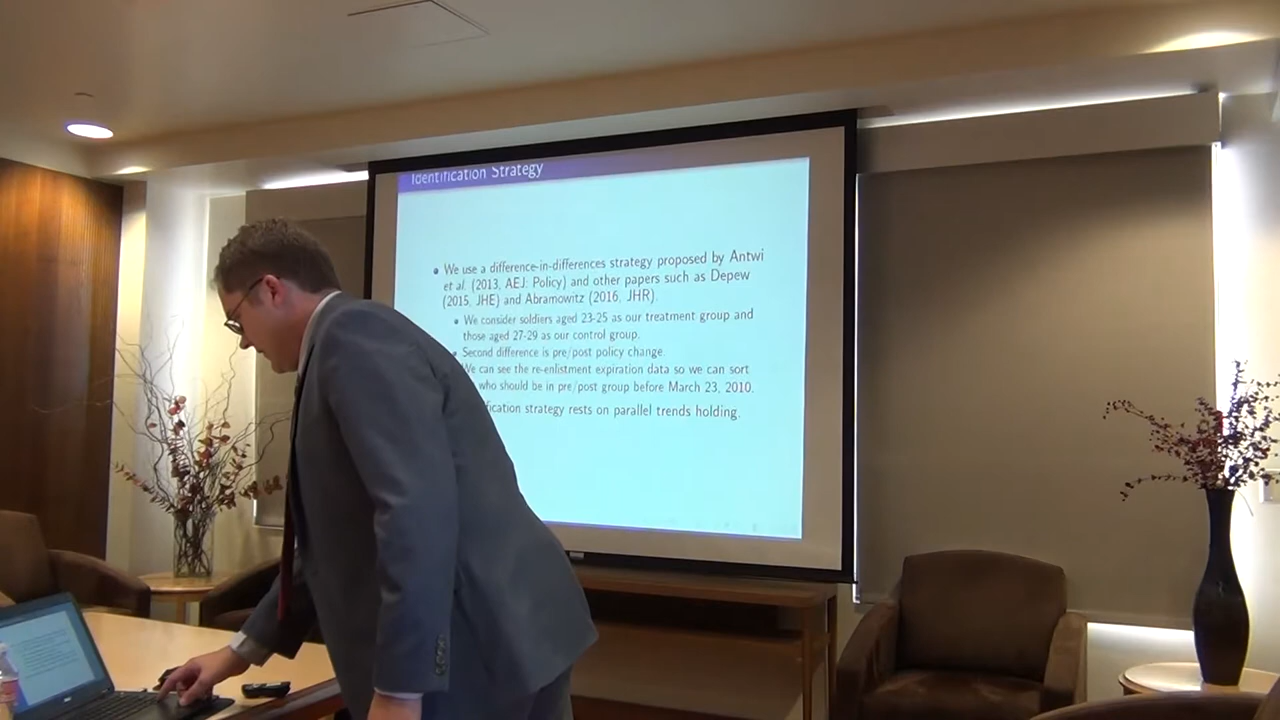 Identification Strategy
We use a difference-in-differences strategy proposed by Antwi
et al. (2013, AEJ: Policy) and other papers such as Depew
(2015, JHE) and Abramowitz (2016, JHR).
We consider soldiers aged 23-25 as our treatment group and
those aged 27-29 as our control group.
Second difference is pre/post policy change.
We can see the re-enlistment expiration data so we can sort
who should be in pre/post group before March 23, 2010.
fication strategy rests on parallel trends holding.